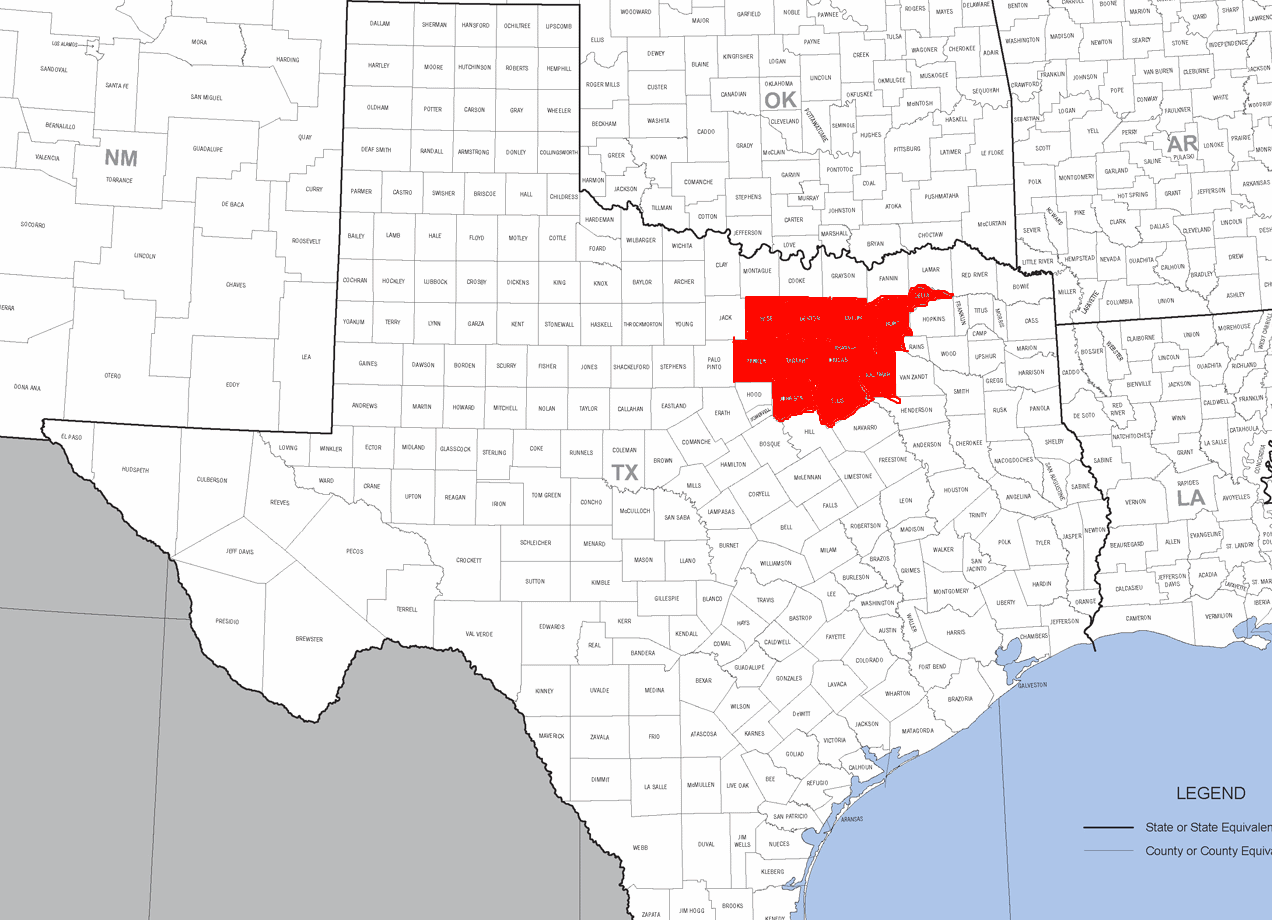 DALLAM
SHERMAN
HANSFORD
OCHILTREE
UPSCOMB
WOODWARD
MAJOR
GARFIELD
NOBLE
PAWNEE
ROGERS
MAYES
DELAWARE
BENTON
CARROLL
BOONE
MARION
IZARD
SHARP
LAWRENC
LOS ALAMOS
MORA
HARDING
SANDOVAL
SANTA FE
SAN MIGUEL
HARTLEY
MOORE
HUTCHINSON
ROBERTS
HEMPHILL
ELLIS
DEWEY
BLAINE
KINGFISHER
LOGAN
PAYNE
CREEK
TULSA
WAGONER
CHEROKEE
ADAIR
WASHINGTON
MADISON
NEWTON
SEARCY
STONE
INDEPENDENCE
ROGER MILLS
CUSTER
CANADIAN
OKLAHOMA
OK
LINCOLN
OKFUSKEE
OKMULGEE
MUSKOGEE
SEQUOYAH
McINTOSH
CRAWFORD
FRANKLIN
JOHNSON
POPE
VAN BUREN
CLEBURNE
JACKSON
CONWAY
WHITE
FAULKNER
WOODRUF
LOGAN
SEBASTIAN
OLDHAM
POTTER
CARSON
GRAY
WHEELER
BECKHAM
WASHITA
CADDO
GRADY
CLEVELAND
McCLAIN
POTTAWATOMIE
SEMINOLE
HUGHES
PITTSBURG
HASKELL
LATIMER
LE FLORE
SCOTT
YELL
PERRY
AR
PULASKI
LONOKE
PRAIRIE
BERNALILLO
VALENCIA
NM
TORRANCE
GUADALUPE
QUAY
CURRY
DE BACA
ROOSEVELT
SOCORRO
LINCOLN
CHAVES
DEAF SMITH
RANDALL
ARMSTRONG
DONLEY
COLLINGSWORTH
GREER
KIOWA
HARMON
JACKSON
COMANCHE
STEPHENS
GARVIN
PONTOTOC
COAL
MURRAY
JOHNSTON
ATOKA
PUSHMATAHA
McCURTAIN
POLK
MONTGOMERY
GARLAND
SALINE
HOT SPRING
GRANT
JEFFERSON
ARKANSAS
PARMER
CASTRO
SWISHER
BRISCOE
HALL
CHILDRESS
TILLMAN
COTTON
JEFFERSON
CARTER
LOVE
MARSHALL
BRYAN
CHOCTAW
SEVIER
HOWARD
PIKE
CLARK
DALLAS
CLEVELAND
LINCOLN
BAILEY
LAMB
HALE
FLOYD
MOTLEY
COTTLE
HARDEMAN
FOARD
WILBARGER
WICHITA
CLAY
MONTAGUE
COOKE
GRAYSON
FANNIN
LAMAR
RED RIVER
BOWIE
LITTLE RIVER
HEMPSTEAD
NEVADA
OUACHITA
CALHOUN
BRADLEY
DREW
ASHLEY
MILLER
LAFAYETTE
COLUMBIA
UNION
COCHRAN
HOCKLEY
LUBBOCK
CROSBY
DICKENS
KING
KNOX
BAYLOR
ARCHER
JACK
WISE
DENTON
DELTA
HOPKINS
FRANKLIN
TITUS
MORRIS
CAMP
CASS
YOAKUM
TERRY
LYNN
GARZA
KENT
STONEWALL
HASKELL
THROCKMORTON
YOUNG
TARRANT
DALLAS
RAINS
WOOD
UPSHUR
MARION
CADDO
BOSSIER
WEBSTER
CLAIBORNE
UNION
MOREHOUSE
LINCOLN
OUACHITA
RICHLAND
BIENVILLE
JACKSON
CALDWELL
FRANKLIN
GAINES
DAWSON
BORDEN
SCURRY
FISHER
JONES
SHACKELFORD
STEPHENS
PALO
PINTO
HOOD
ELLIS
VAN ZANDT
SMITH
GREGG
HARRISON
LEA
OTERO
EDDY
DONA ANA
ANDREWS
MARTIN
HOWARD
MITCHELL
NOLAN
TAYLOR
CALLAHAN
EASTLAND
ERATH
SOMERVELL
HENDERSON
RUSK
PANOLA
DE SOTO
RED
RIVER
WINN
NATCHITOCHES
LA SALLE
CATAHOULA
CONCORDIA
GRANT
BOSQUE
HILL
NAVARRO
ANDERSON
CHEROKEE
SHELBY
NACOGDOCHES
SAN AUGUSTINE
SABINE
SABINE
VERNON
RAPIDES
LA
AVOYELLES
EL PASO
HUDSPETH
CULBERSON
REEVES
LOVING
WINKLER
ECTOR
MIDLAND
GLASSCOCK
STERLING
COKE
RUNNELS
COLEMAN
TX
BROWN
COMANCHE
HAMILTON
McLENNAN
LIMESTONE
FREESTONE
WARD
CRANE
UPTON
REAGAN
IRION
TOM GREEN
CONCHO
McCULLOCH
SAN SABA
MILLS
LAMPASAS
CORYELL
BELL
FALLS
LEON
HOUSTON
ANGELINA
TRINITY
ROBERTSON
MADISON
WALKER
POLK
TYLER
JASPER
NEWTON
BEAUREGARD
ALLEN
EVANGELINE
ST. LANDRY
JEFF DAVIS
PECOS
CROCKETT
SCHLEICHER
MENARD
MASON
LLANO
BURNET
WILLIAMSON
MILAM
BRAZOS
GRIMES
SAN
JACINTO
MONTGOMERY
LIBERTY
HARDIN
ORANGE
CALCASIEU
JEFFERSON
DAVIS
ACADIA
LAFAYETTE
ST. MAR
IBERIA
VERMILION
CAMERON
TERRELL
SUTTON
KIMBLE
GILLESPIE
BLANCO
TRAVIS
LEE
BURLESON
WASHINGTON
BASTROP
PRESIDIO
BREWSTER
VAL VERDE
EDWARDS
REAL
KERR
KENDALL
BANDERA
HAYS
COMAL
CALDWELL
FAYETTE
AUSTIN
WALLER
HARRIS
CHAMBERS
JEFFERSON
KINNEY
UVALDE
MEDINA
BEXAR
GUADALUPE
GONZALES
COLORADO
LAVACA
FORT BEND
WHARTON
BRAZORIA
GALVESTON
MAVERICK
ZAVALA
FRIO
ATASCOSA
WILSON
KARNES
DeWITT
JACKSON
MATAGORDA
VICTORIA
GOLIAD
CALHOUN
DIMMIT
LA SALLE
McMULLEN
LIVE OAK
BEE
REFUGIO
ARANSAS
SAN PATRICIO
WEBB
DUVAL
JIM
WELLS
NUECES
KLEBERG
ZAPATA
JIM HOGG
BROOKS
KENEDY
LEGEND
State or State Equivalen
County or County Equiva